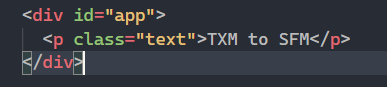 <div id="app">
  <p class="text">TXM to SFM</p>
</div>